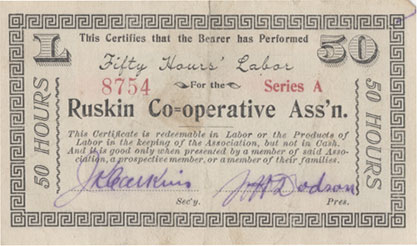 L This Certifies that the Bearer has Performed 50
Fifty Hours' Labor
8754 For the Series A
Ruskin Co=operative Ass'n.
This Certificate is redeemable in Labor or the Products of
Labor in the keeping of the Association, but not in Cash.
And it is good only when presented by a member of said Asso-
ciation, a prospective member, or a member of their families.
Dodson
Sec'y. Pres.
50 HOURS
50 HOURS